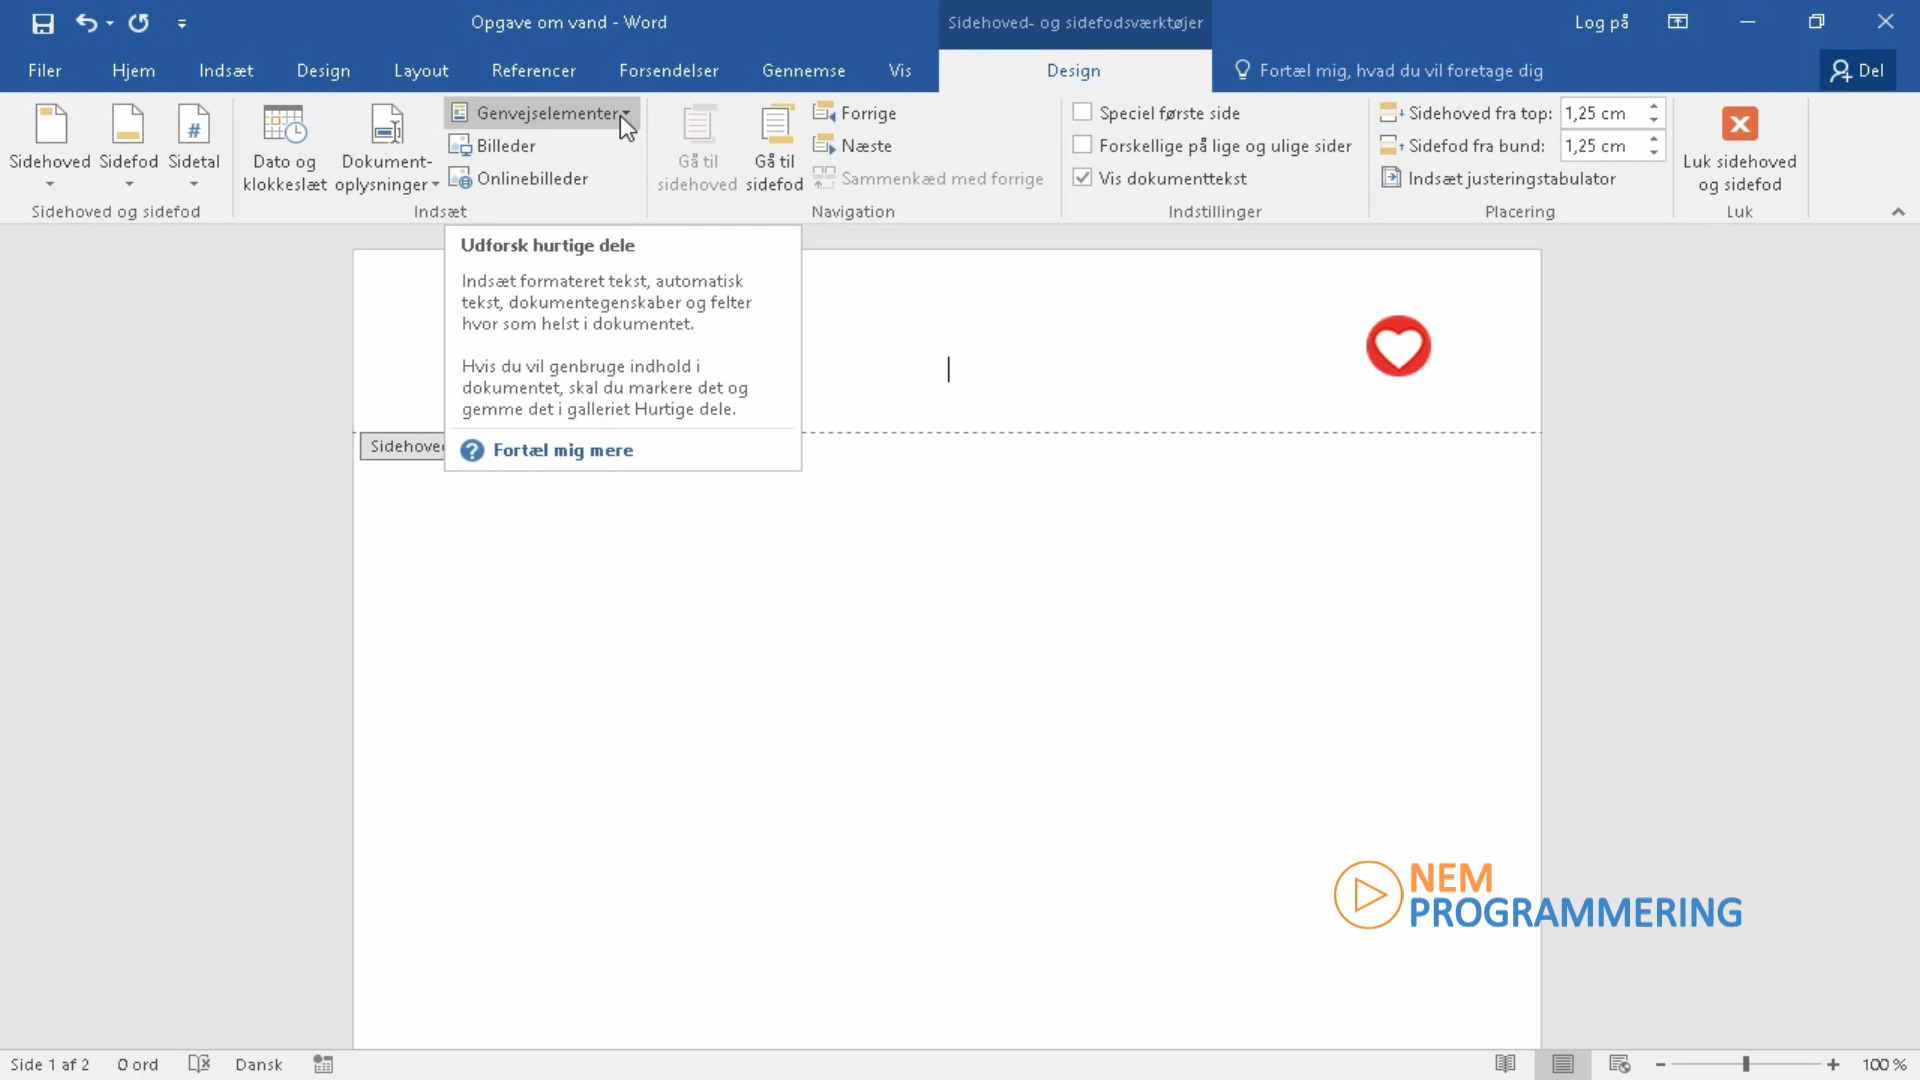 Opgave om vand - Word
Sidehoved- og sidefodsværktøjer
Log på
Filer
Hjem
Indsæt
Design
Layout
Referencer
Forsendelser
Gennemse
Vis
Design
Fortæl mig, hvad du vil foretage dig
Del
Sidehoved
Sidefod
Sidetal
Sidehoved og sidefod
Dato og
klokkeslæt
Dokument-
oplysninger
Genvejselementer
Billeder
Onlinebilleder
Indsæt
Gå til
sidehoved
Gå til
sidefod
Forrige
Næste
Sammenkæd med forrige
Navigation
Speciel første side
Forskellige på lige og ulige sider
Vis dokumenttekst
Indstillinger
Sidehoved fra top: 1,25 cm
Sidefod fra bund: 1,25 cm
Indsæt justeringstabulator
Placering
Luk sidehoved
og sidefod
Luk
Udforsk hurtige dele
Indsæt formateret tekst, automatisk
tekst, dokumentegenskaber og felter
hvor som helst i dokumentet.
Hvis du vil genbruge indhold i
dokumentet, skal du markere det og
gemme det i galleriet Hurtige dele.
Fortæl mig mere
NEM
PROGRAMMERING
Side 1 af 2
0 ord
Dansk
100 %